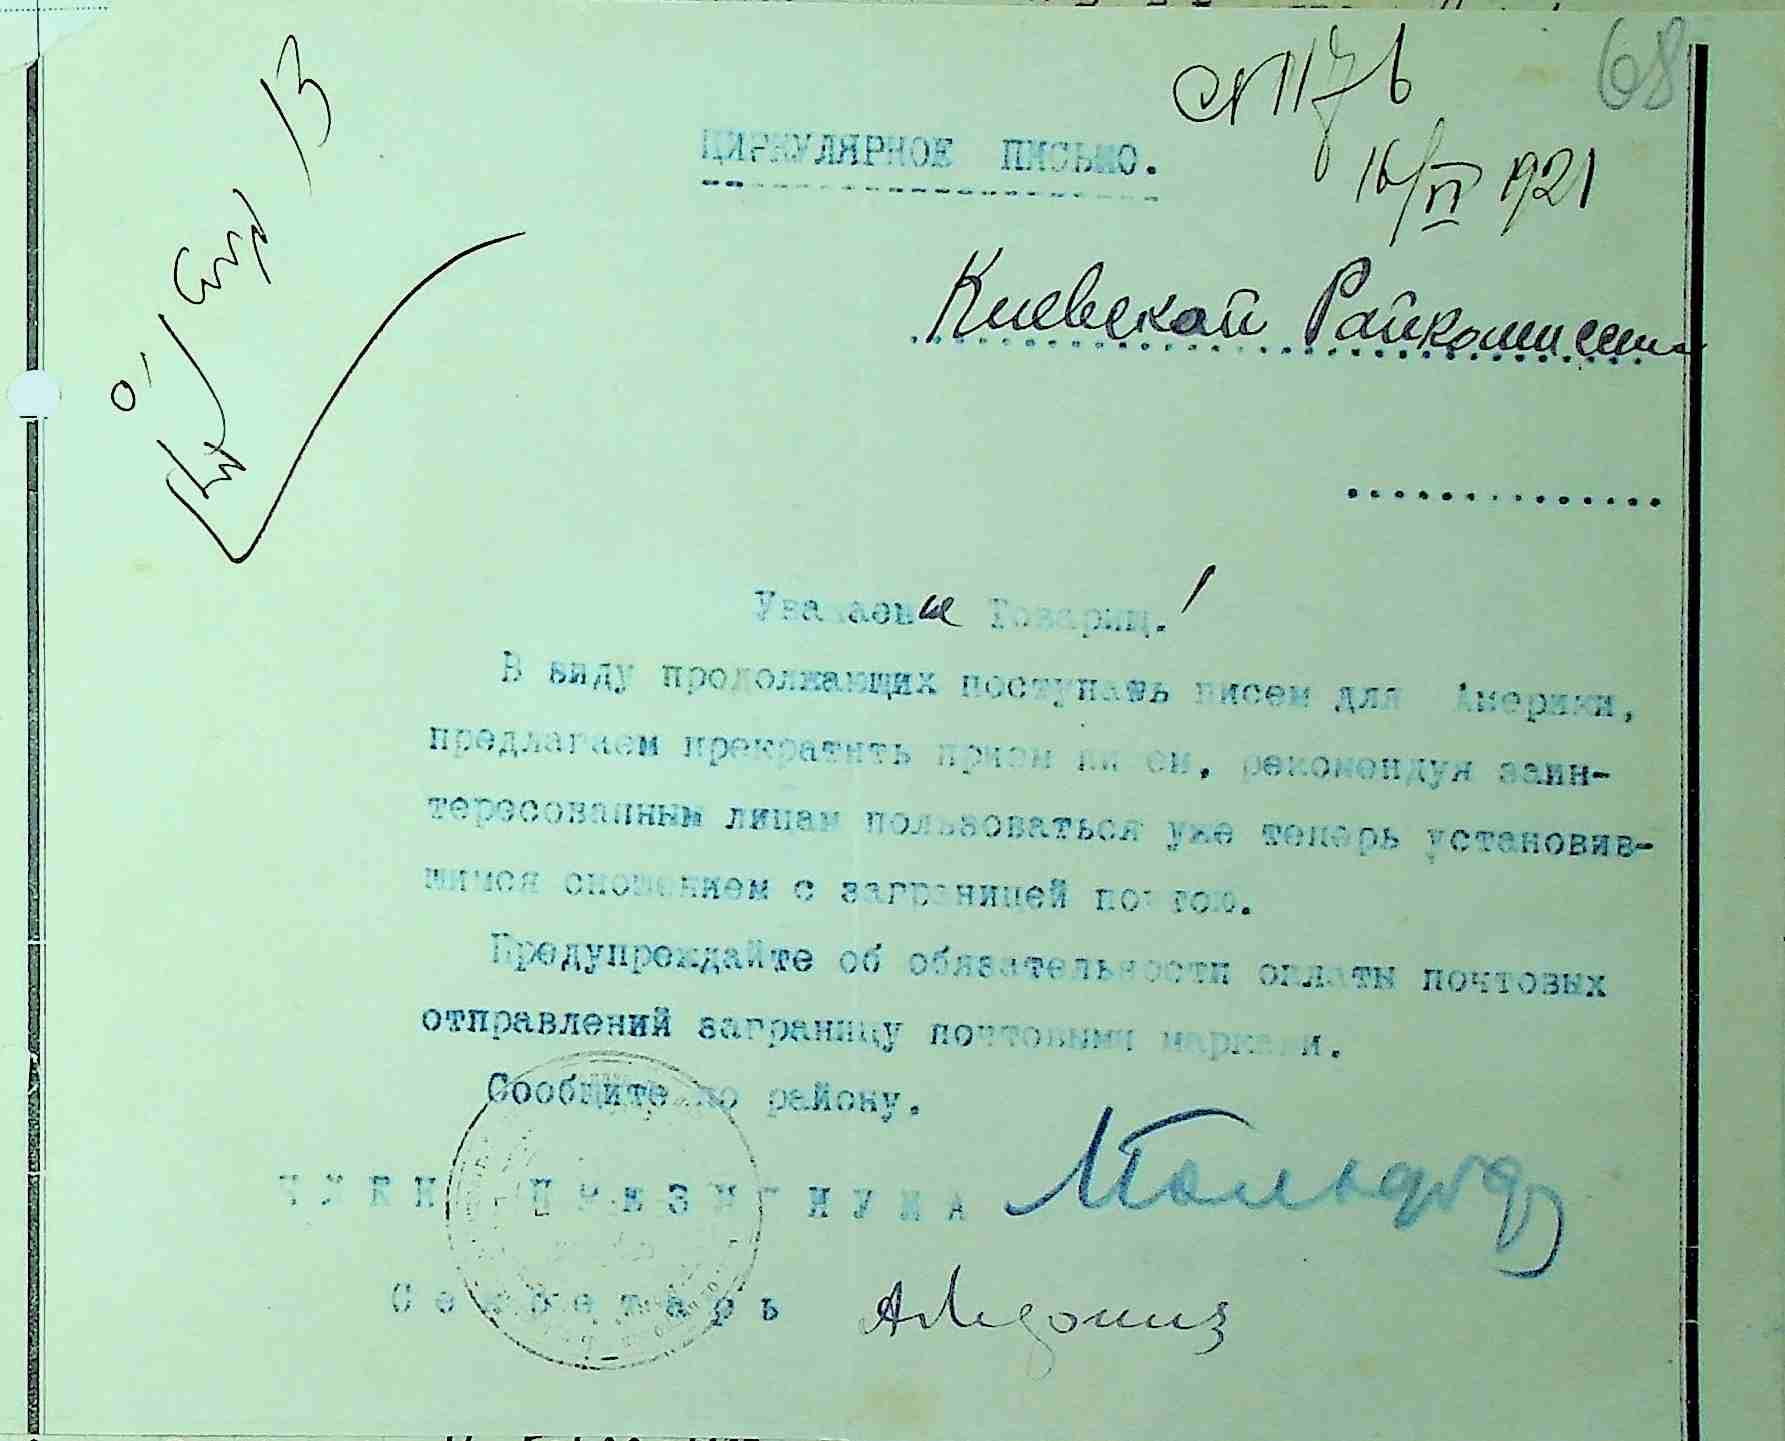 68
№ 1176
16/VI 1921
ЦИРКУЛЯРНОЕ ПИСЬМО.
Киевской Райкомиссии
Уважаемые Товарищ.!
В виду продолжающих поступать писем для Америки,
предлагаем прекратить прием писем, рекомендуя заин-
тересованным лицам пользоваться уже теперь установив-
шимся сношением с заграницей почтою.
Предупреждайте об обязательности оплаты почтовых
отправлений заграницу почтовыми марками.
Сообщите по району.
ЧЛЕН ПРЕЗИДИУМА
Секретарь